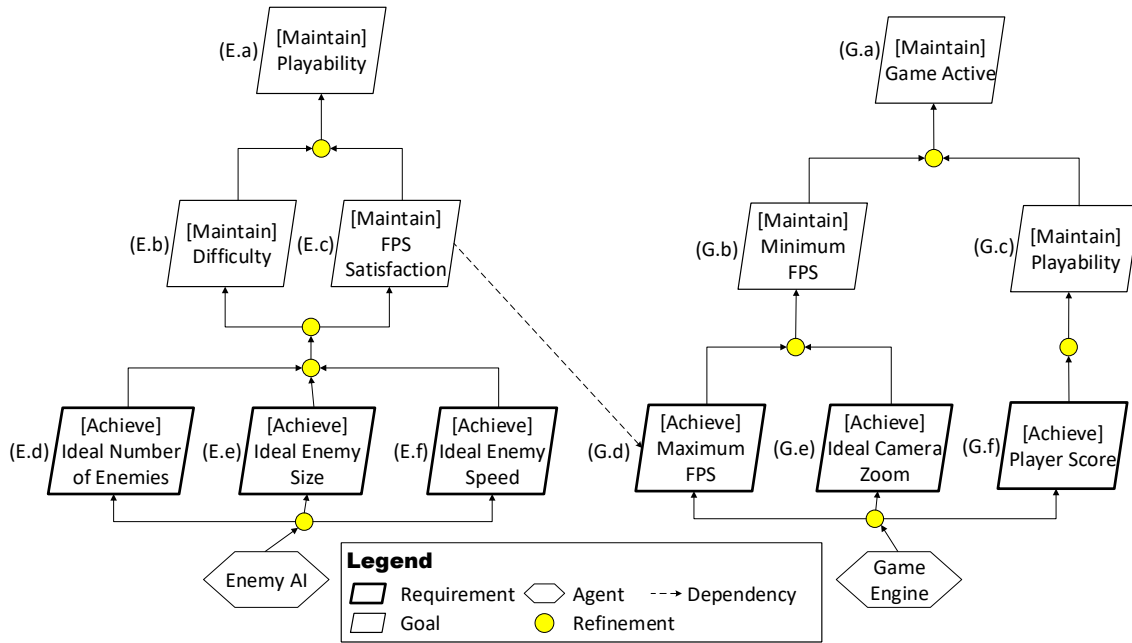 (E.a)
[Maintain]
Playability
(G.a)
[Maintain]
Game Active
(E.b)
[Maintain]
Difficulty
(E.c)
[Maintain]
FPS
Satisfaction
(G.b)
[Maintain]
Minimum
FPS
(G.c)
[Maintain]
Playability
(E.d)
[Achieve]
Ideal Number
of Enemies
(E.e)
[Achieve]
Ideal Enemy
Size
(E.f)
[Achieve]
Ideal Enemy
Speed
(G.d)
[Achieve]
Maximum
FPS
(G.e)
[Achieve]
Ideal Camera
Zoom
(G.f)
[Achieve]
Player Score
Enemy AI
Game
Engine
Legend
Requirement
Agent
Dependency
Goal
Refinement